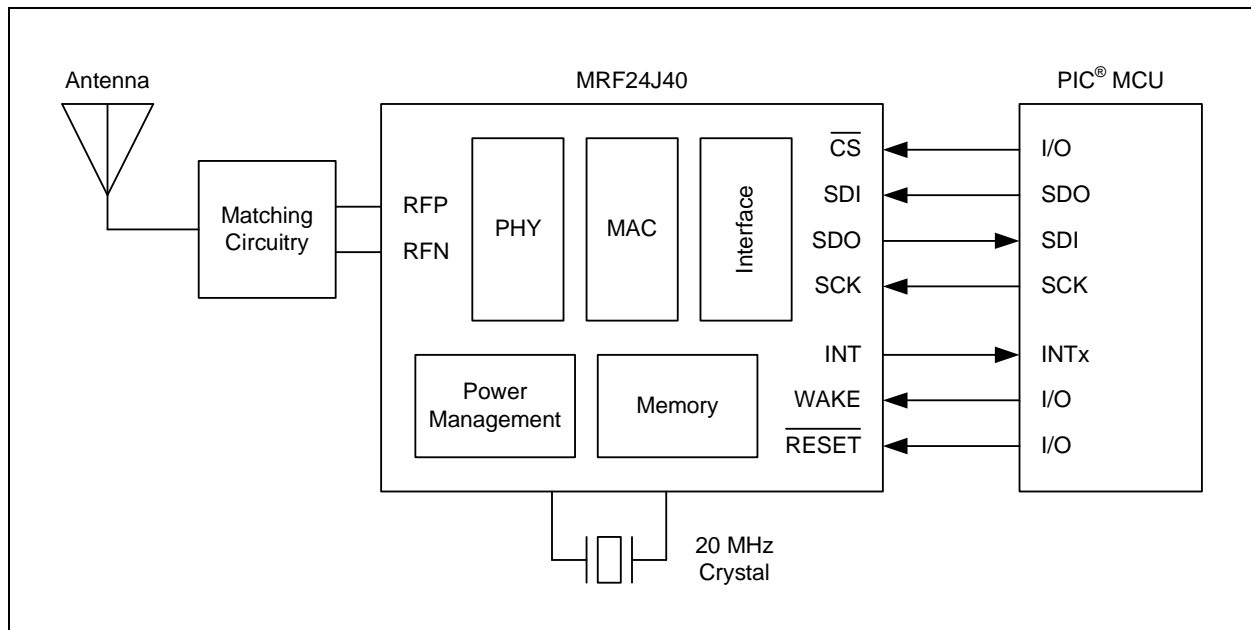 Antenna
MRF24J40
PIC® MCU
Matching
Circuitry
RFP
RFN
PHY
MAC
Interface
CS
SDI
SDO
SCK
INT
WAKE
RESET
I/O
SDO
SDI
SCK
INTx
I/O
I/O
Power
Management
Memory
20 MHz
Crystal